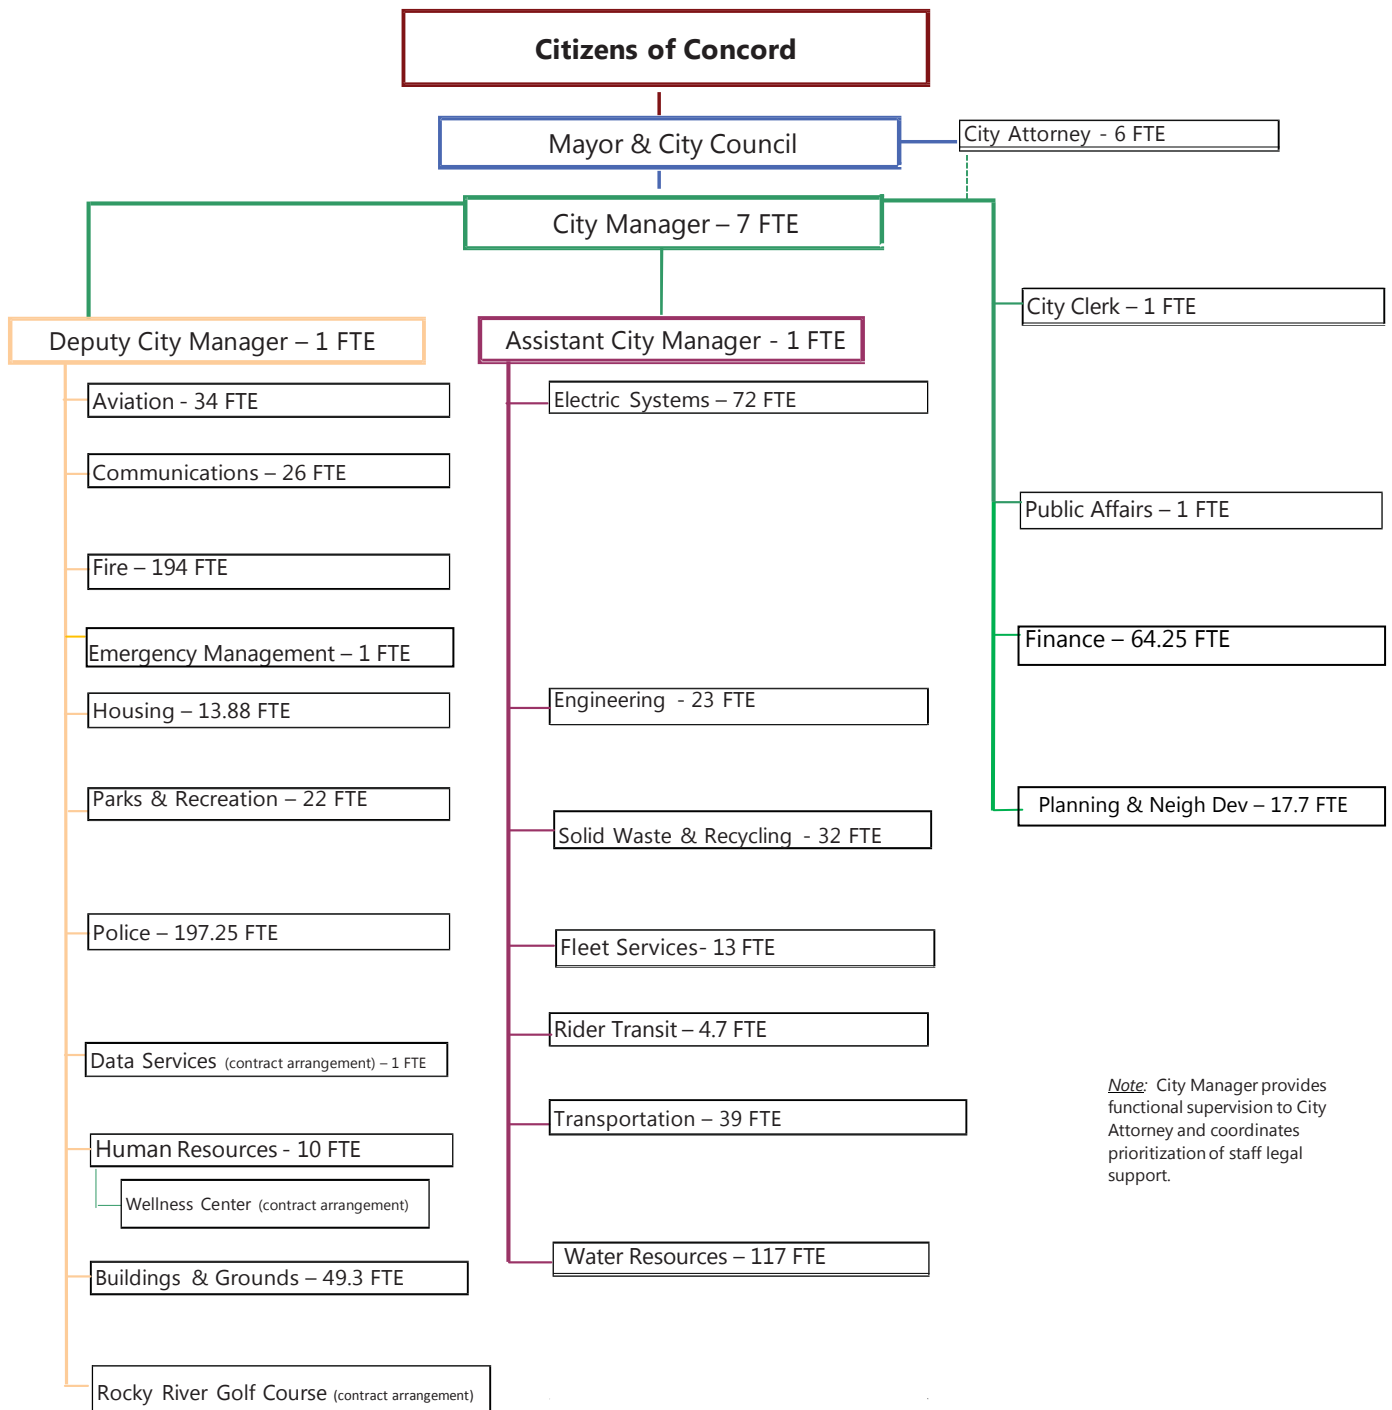 Citizens of Concord
Mayor & City Council
City Attorney - 6 FTE
City Manager – 7 FTE
City Clerk – 1 FTE
Public Affairs – 1 FTE
Finance – 64.25 FTE
Planning & Neigh Dev – 17.7 FTE
Deputy City Manager – 1 FTE
Aviation - 34 FTE
Communications – 26 FTE
Fire – 194 FTE
Emergency Management – 1 FTE
Housing – 13.88 FTE
Parks & Recreation – 22 FTE
Police – 197.25 FTE
Data Services (contract arrangement) – 1 FTE
Human Resources - 10 FTE
Wellness Center (contract arrangement)
Buildings & Grounds – 49.3 FTE
Rocky River Golf Course (contract arrangement)
Assistant City Manager - 1 FTE
Electric Systems – 72 FTE
Engineering - 23 FTE
Solid Waste & Recycling - 32 FTE
Fleet Services- 13 FTE
Rider Transit – 4.7 FTE
Transportation – 39 FTE
Water Resources – 117 FTE
Note: City Manager provides
functional supervision to City
Attorney and coordinates
prioritization of staff legal
support.